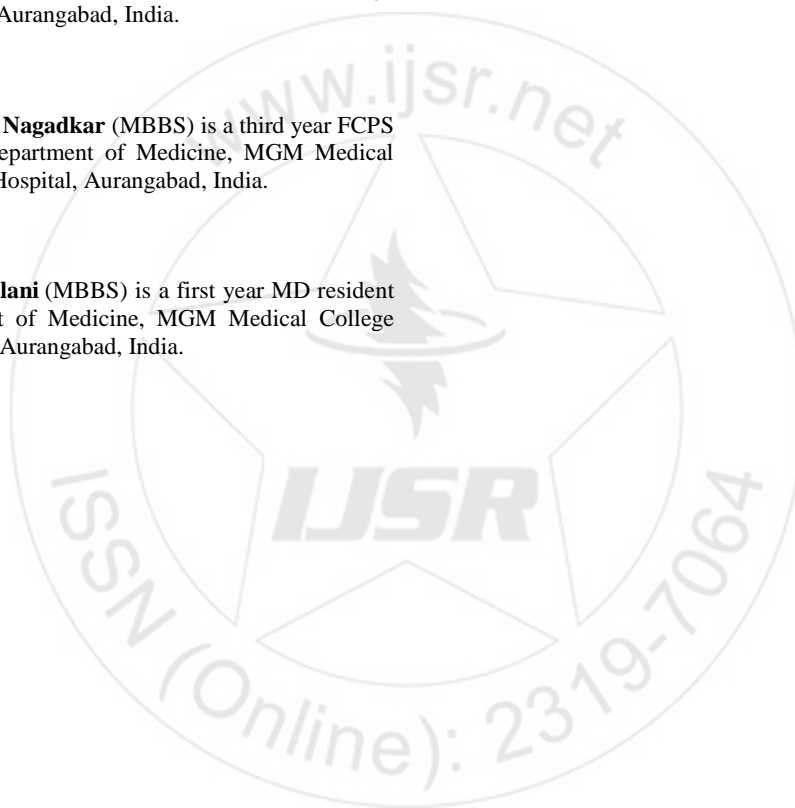 Aurangabad, India.
Nagadkar (MBBS) is a third year FCPS
epartment of Medicine, MGM Medical
Hospital, Aurangabad, India.
lani (MBBS) is a first year MD resident
t of Medicine, MGM Medical College
Aurangabad, India.
www.ijsr.net
IJSR
ISSN (Online): 2319-7064